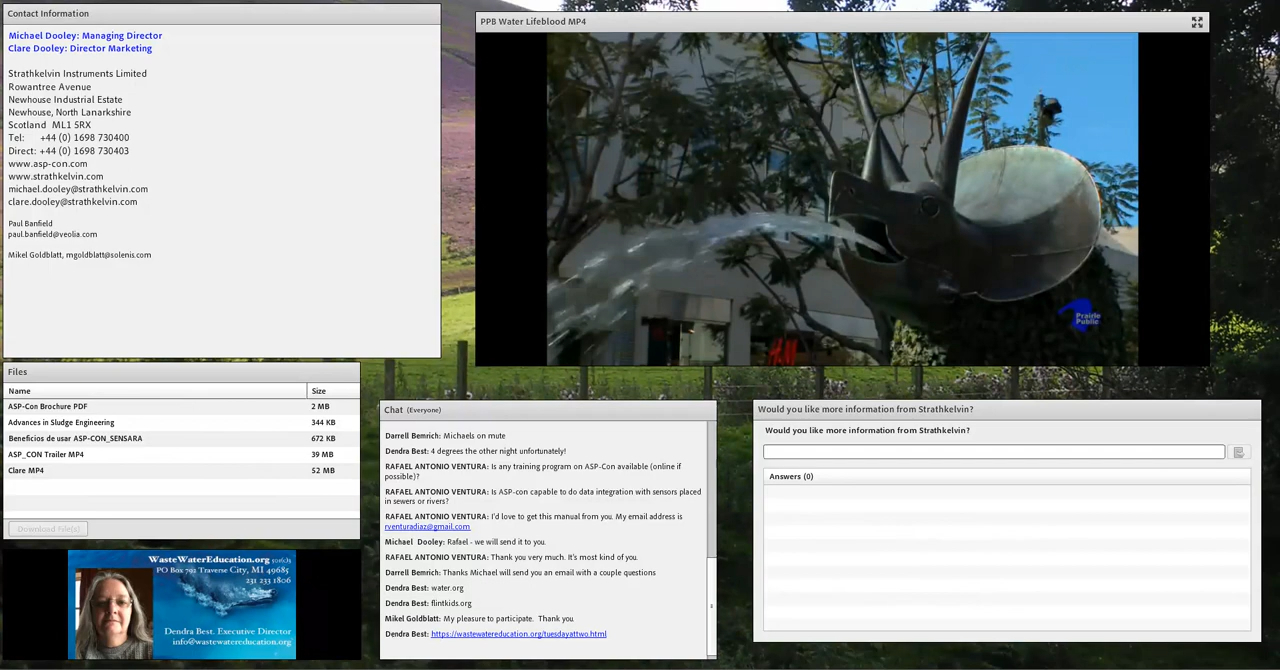 Contact Information
Michael Dooley: Managing Director
Clare Dooley: Director Marketing
Strathkelvin Instruments Limited
Rowantree Avenue
Newhouse Industrial Estate
Newhouse, North Lanarkshire
Scotland ML1 5RX
Tel: +44 (0) 1698 730400
Direct: +44 (0) 1698 730403
www.asp-con.com
www.strathkelvin.com
michael.dooley@strathkelvin.com
clare.dooley@strathkelvin.com
Paul Banfield
paul.banfield@veolia.com
Mikel Goldblatt, mgoldblatt@solenis.com
PPB Water Lifeblood MP4
H&M
Prairie
Public
Files
Name Size
ASP-Con Brochure PDF 2 MB
Advances in Sludge Engineering 344 KB
Beneficios de usar ASP-CON_SENSARA 672 KB
ASP_CON Trailer MP4 39 MB
Clare MP4 52 MB
Download File(s)
WasteWaterEducation.org 501(c)3
PO Box 792 Traverse City, MI 49685
231 233 1806
Dendra Best. Executive Director
info@wastewatereducation.org
Chat (Everyone)
Darrell Bemrich: Michaels on mute
Dendra Best: 4 degrees the other night unfortunately!
RAFAEL ANTONIO VENTURA: Is any training program on ASP-Con available (online if
possible)?
RAFAEL ANTONIO VENTURA: Is ASP-con capable to do data integration with sensors placed
in sewers or rivers?
RAFAEL ANTONIO VENTURA: I'd love to get this manual from you. My email address is
rventuradiaz@gmail.com
Michael Dooley: Rafael - we will send it to you.
RAFAEL ANTONIO VENTURA: Thank you very much. It's most kind of you.
Darrell Bemrich: Thanks Michael will send you an email with a couple questions
Dendra Best: water.org
Dendra Best: flintkids.org
Mikel Goldblatt: My pleasure to participate. Thank you.
Dendra Best: https://wastewatereducation.org/tuesdayattwo.html
Would you like more information from Strathkelvin?
Would you like more information from Strathkelvin?
Answers (0)